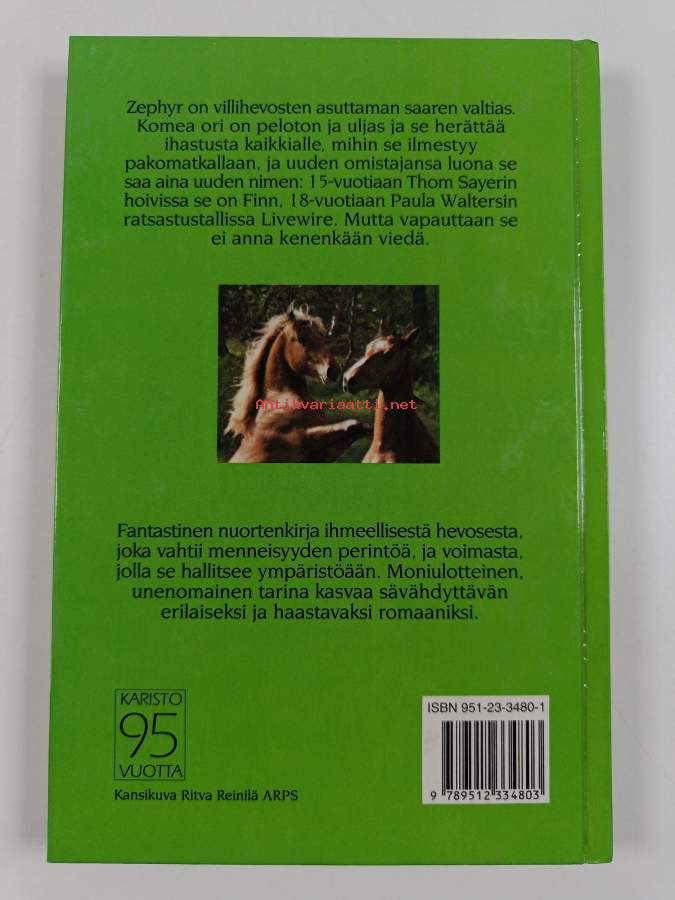 Zephyr on villihevosten asuttaman saaren valtias.
Komea ori on peloton ja uljas ja se herättää
ihastusta kaikkialle, mihin se ilmestyy
pakomatkallaan, ja uuden omistajansa luona se
saa aina uuden nimen: 15-vuotiaan Thom Sayerin
hoivissa se on Finn, 18-vuotiaan Paula Waltersin
ratsastustallissa Livewire. Mutta vapauttaan se
ei anna kenenkään viedä.
Antikvariaatti.net
Fantastinen nuortenkirja ihmeellisestä hevosesta,
joka vahtii menneisyyden perintöä, ja voimasta,
jolla se hallitsee ympäristöään. Moniulotteinen,
unenomainen tarina kasvaa sävähdyttävän
erilaiseksi ja haastavaksi romaaniksi.
KARISTO
95
VUOTTA
Kansikuva Ritva Reinilä ARPS
ISBN 951-23-3480-1
9 789512 334803